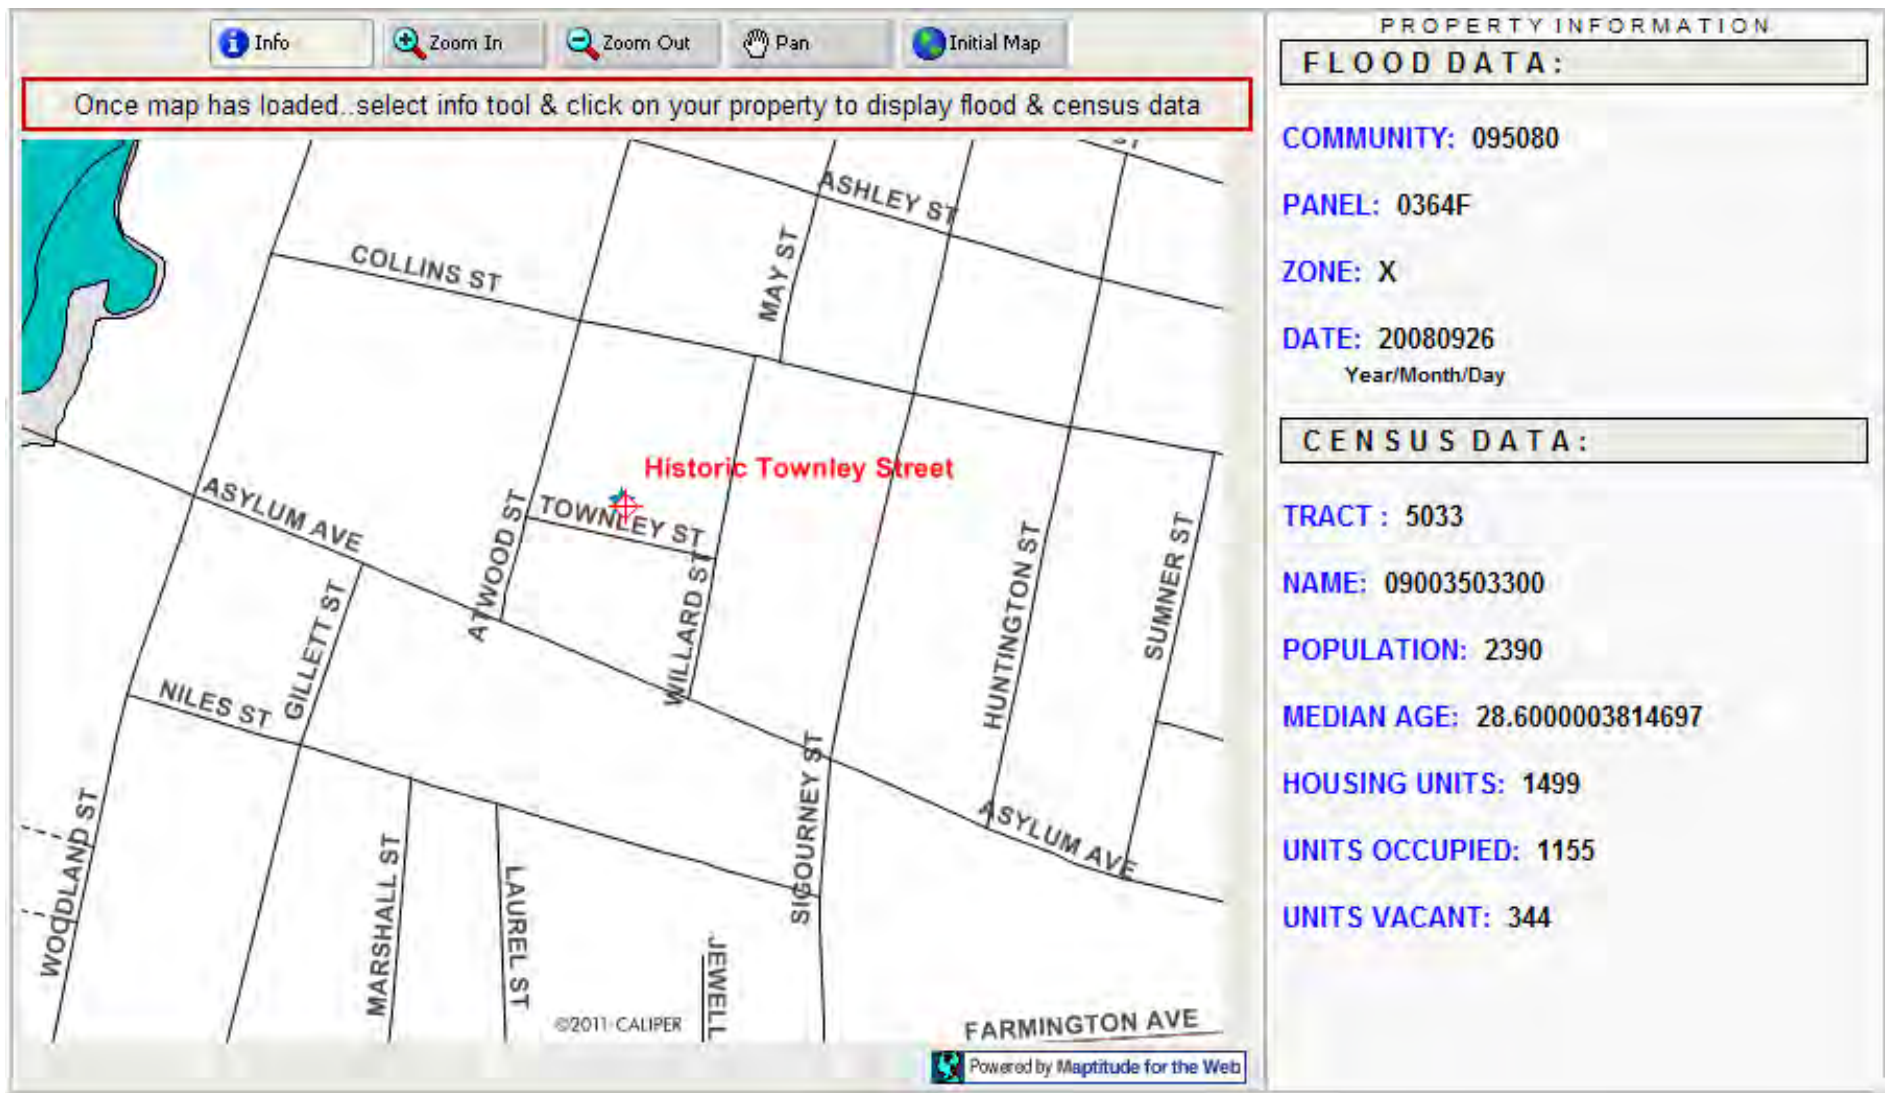 Info
Zoom In
Zoom Out
Pan
Initial Map
Once map has loaded..select info tool & click on your property to display flood & census data
ST
ASHLEY ST
COLLINS ST
MAY ST
Historic Townley Street
ASYLUM AVE
ATWOOD ST
TOWNLEY ST
WILLARD ST
HUNTINGTON ST
SUMNER ST
GILLETT ST
NILES ST
SIGOURNEY ST
WOODLAND ST
MARSHALL ST
LAUREL ST
JEWELL
ASYLUM AVE
FARMINGTON AVE
©2011 CALIPER
Powered by Maptitude for the Web
PROPERTY INFORMATION
FLOOD DATA:
COMMUNITY: 095080
PANEL: 0364F
ZONE: X
DATE: 20080926
Year/Month/Day
CENSUS DATA:
TRACT : 5033
NAME: 09003503300
POPULATION: 2390
MEDIAN AGE: 28.6000003814697
HOUSING UNITS: 1499
UNITS OCCUPIED: 1155
UNITS VACANT: 344